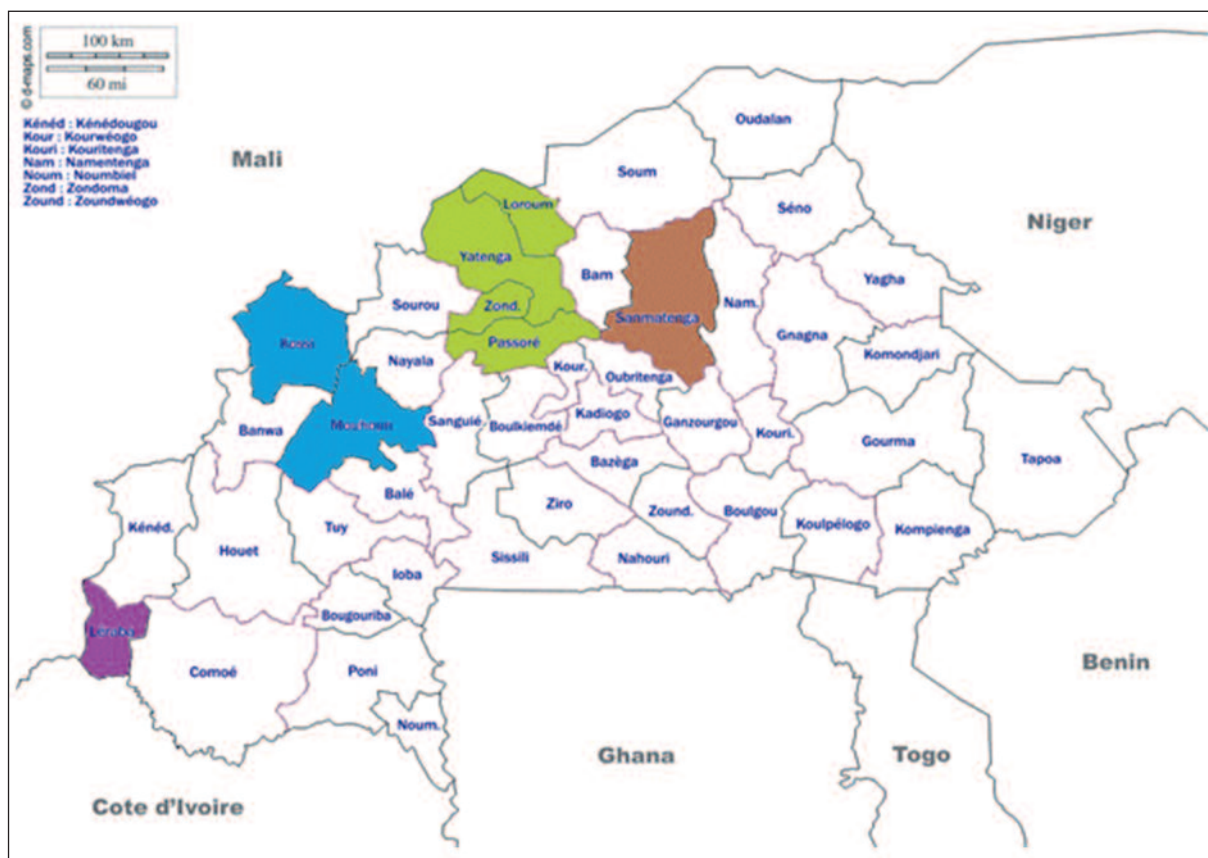 100 km
60 mi
© d-maps.com
Kénéd : Kénédougou
Kour : Kourwéogo
Kouri : Kouritenga
Nam : Namentenga
Noum : Noumbiel
Zond : Zondoma
Zound : Zoundwéogo
Mali
Oudalan
Soum
Loroum
Séno
Niger
Yatenga
Bam
Yagha
Sourou
Zond.
Nam.
Sanmatenga
Gnagna
Kossi
Passoré
Nayala
Kour.
Oubritenga
Komondjari
Banwa
Mouhoun
Sanguié
Boulkiemdé
Kadiogo
Ganzourgou
Kouri.
Gourma
Tapoa
Bazèga
Balé
Kénéd.
Tuy
Ziro
Zound.
Boulgou
Koulpélogo
Kompienga
Houet
Sissili
Nahouri
Ioba
Bougouriba
Léraba
Comoé
Poni
Benin
Noum.
Ghana
Togo
Cote d'Ivoire